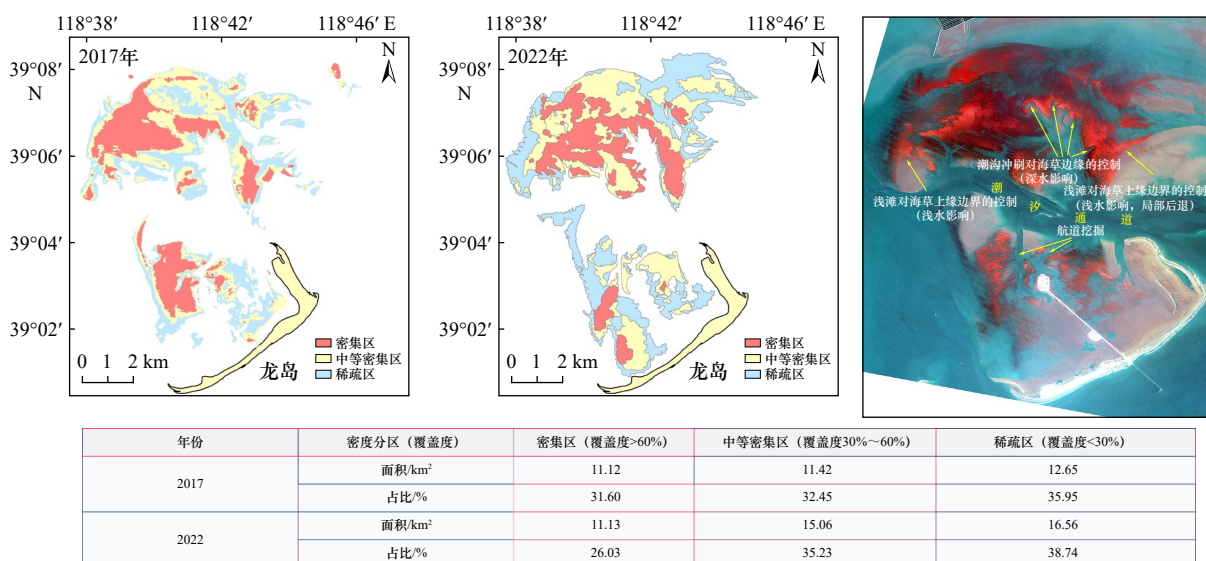 118°38′ 118°42′ 118°46′ E
2017年
N
39°08′
N
39°06′
39°04′
39°02′
密集区
中等密集区
稀疏区
0 1 2 km
龙岛
118°38′ 118°42′ 118°46′ E
2022年
N
39°08′
N
39°06′
39°04′
39°02′
密集区
中等密集区
稀疏区
0 1 2 km
龙岛
潮沟冲刷对海草边缘的控制
(深水影响)
浅滩对海草上缘边界的控制
(浅水影响)
浅滩对海草上缘边界的控制
(浅水影响，局部后退)
潮 汐 通 道
航道挖掘
年份 密度分区（覆盖度） 密集区（覆盖度>60%） 中等密集区（覆盖度30%～60%） 稀疏区（覆盖度<30%）
2017 面积/km² 11.12 11.42 12.65
占比/% 31.60 32.45 35.95
2022 面积/km² 11.13 15.06 16.56
占比/% 26.03 35.23 38.74